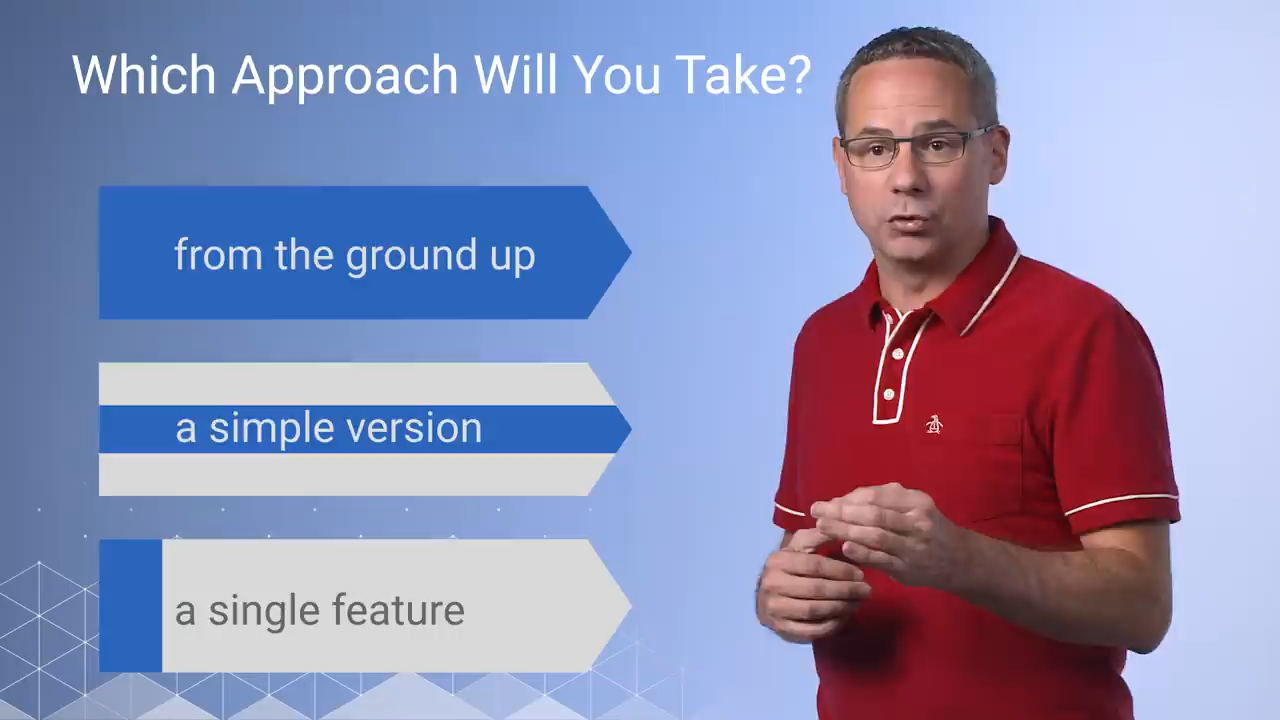 Which Approach Will You Take?
from the ground up
a simple version
a single feature